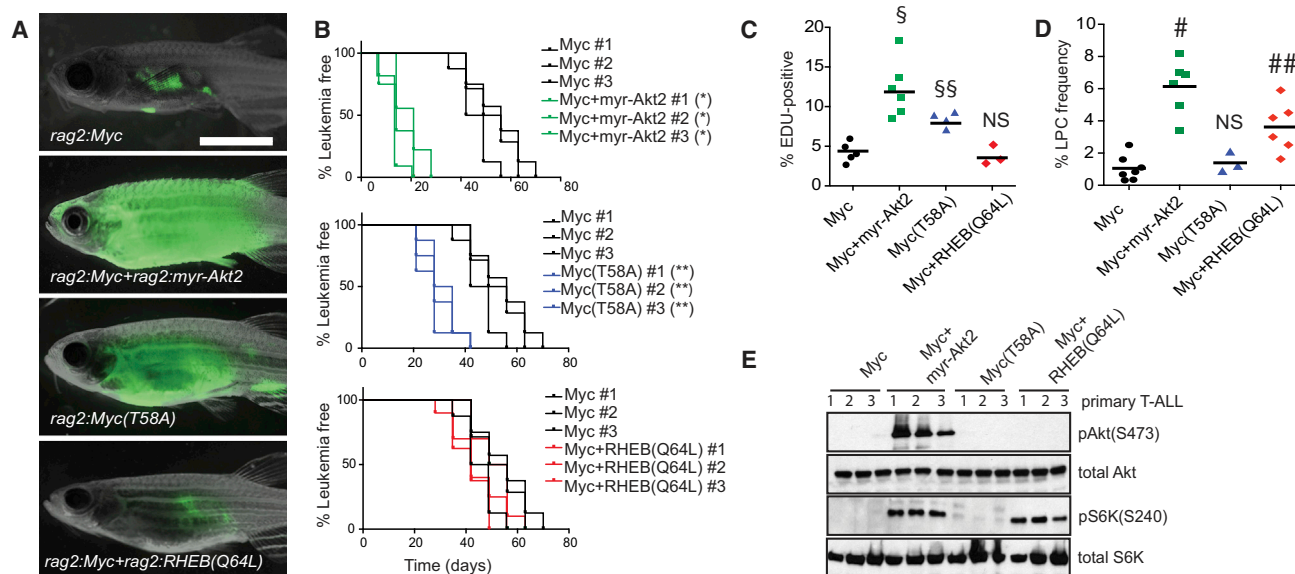 A
rag2:Myc
rag2:Myc+rag2:myr-Akt2
rag2:Myc(T58A)
rag2:Myc+rag2:RHEB(Q64L)
B
% Leukemia free
100
50
0 20 40 60 80
Myc #1
Myc #2
Myc #3
Myc+myr-Akt2 #1 (*)
Myc+myr-Akt2 #2 (*)
Myc+myr-Akt2 #3 (*)
% Leukemia free
100
50
0 20 40 60 80
Myc #1
Myc #2
Myc #3
Myc(T58A) #1 (**)
Myc(T58A) #2 (**)
Myc(T58A) #3 (**)
% Leukemia free
100
50
0 20 40 60 80
Time (days)
Myc #1
Myc #2
Myc #3
Myc+RHEB(Q64L) #1
Myc+RHEB(Q64L) #2
Myc+RHEB(Q64L) #3
C
% EDU-positive
20
15
10
5
0
§
§§
NS
Myc
Myc+myr-Akt2
Myc(T58A)
Myc+RHEB(Q64L)
D
% LPC frequency
10
8
6
4
2
0
#
NS
##
Myc
Myc+myr-Akt2
Myc(T58A)
Myc+RHEB(Q64L)
E
Myc
Myc+
myr-Akt2
Myc(T58A)
Myc+
RHEB(Q64L)
1 2 3 1 2 3 1 2 3 1 2 3 primary T-ALL
pAkt(S473)
total Akt
pS6K(S240)
total S6K